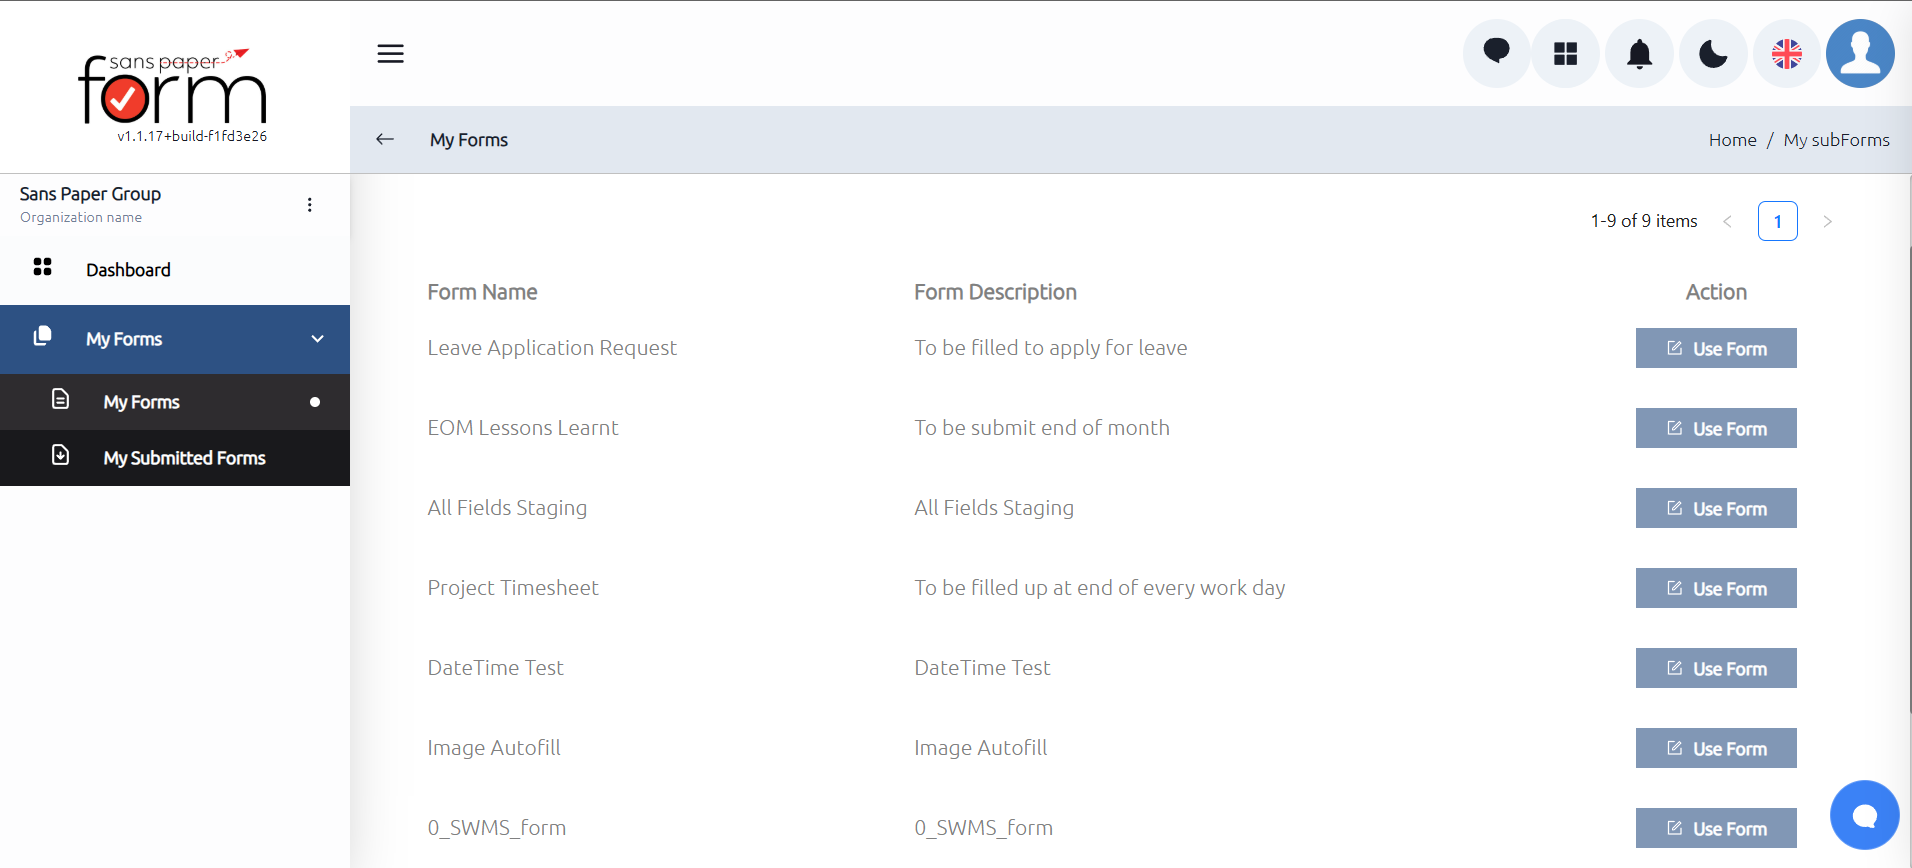 sans paper
form
v1.1.17+build-f1fd3e26
My Forms
Home / My subForms
Sans Paper Group
Organization name
Dashboard
My Forms
My Forms
My Submitted Forms
1-9 of 9 items < 1 >
Form Name Form Description Action
Leave Application Request To be filled to apply for leave Use Form
EOM Lessons Learnt To be submit end of month Use Form
All Fields Staging All Fields Staging Use Form
Project Timesheet To be filled up at end of every work day Use Form
DateTime Test DateTime Test Use Form
Image Autofill Image Autofill Use Form
0_SWMS_form 0_SWMS_form Use Form